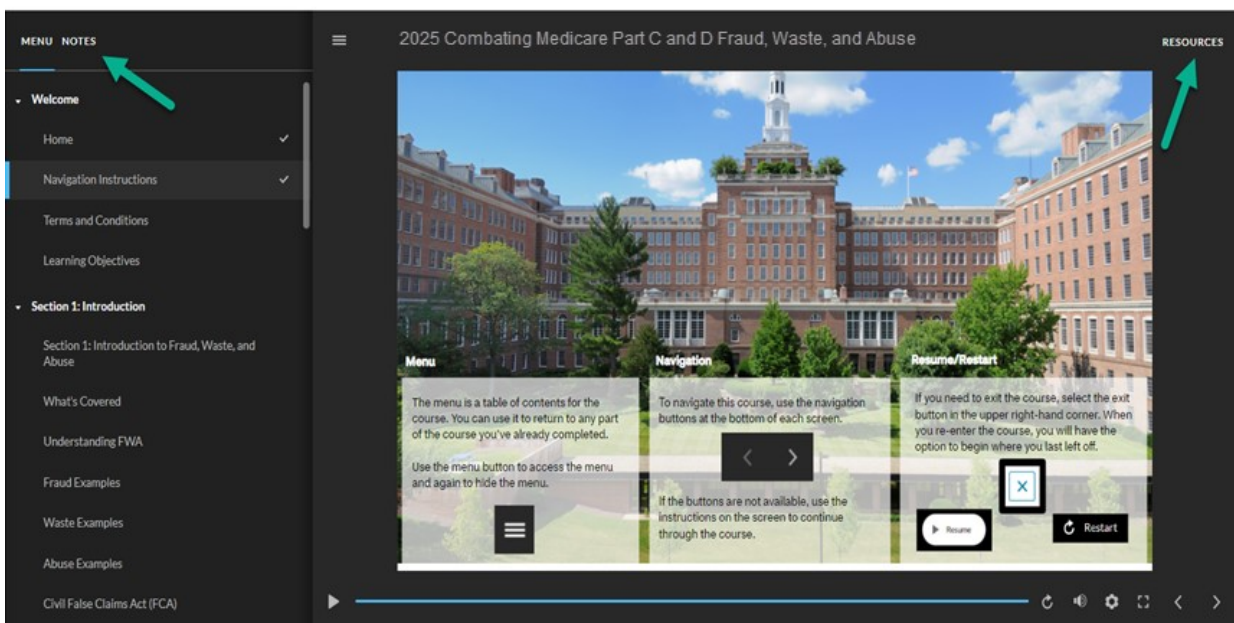 MENU NOTES
2025 Combating Medicare Part C and D Fraud, Waste, and Abuse
RESOURCES
Welcome
Home
Navigation Instructions
Terms and Conditions
Learning Objectives
Section 1: Introduction
Section 1: Introduction to Fraud, Waste, and
Abuse
What's Covered
Understanding FWA
Fraud Examples
Waste Examples
Abuse Examples
Civil False Claims Act (FCA)
Menu
The menu is a table of contents for the
course. You can use it to return to any part
of the course you've already completed.
Use the menu button to access the menu
and again to hide the menu.
Navigation
To navigate this course, use the navigation
buttons at the bottom of each screen.
If the buttons are not available, use the
instructions on the screen to continue
through the course.
Resume/Restart
If you need to exit the course, select the exit
button in the upper right-hand corner. When
you re-enter the course, you will have the
option to begin where you last left off.
X
Resume
Restart